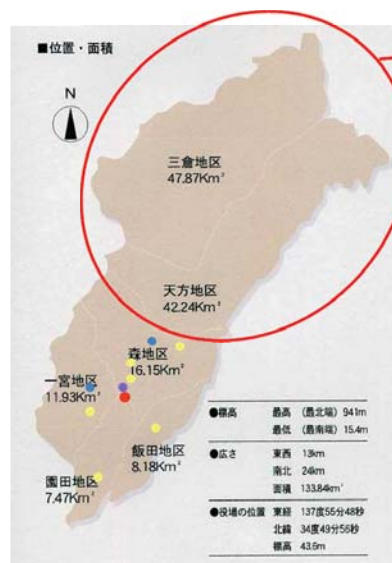 ■位置・面積
N
三倉地区
47.87Km²
天方地区
42.24Km²
森地区
16.15Km²
一宮地区
11.93Km²
飯田地区
8.18Km²
園田地区
7.47Km²
●標高 最高 (最北端) 941m
最低 (最南端) 15.4m
●広さ 東西 13km
南北 24km
面積 133.84km²
●役場の位置 東経 137度55分48秒
北緯 34度49分56秒
標高 43.6m